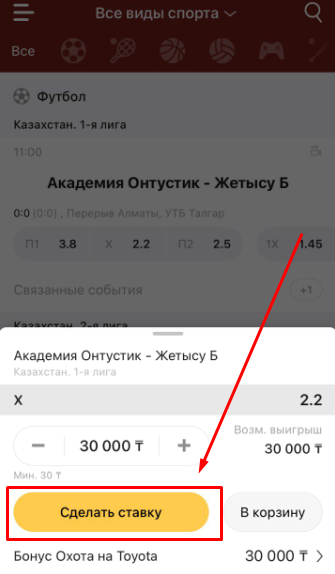 Все виды спорта
Все
Футбол
Казахстан. 1-я лига
11:00
Академия Онтустик - Жетысу Б
0:0 (0:0) , Перерыв Алматы, УТБ Талгар
П1 3.8 X 2.2 П2 2.5 1X 1.45
Связанные события +1
Казахстан. 2-я лига
Академия Онтустик - Жетысу Б
Казахстан. 1-я лига
X 2.2
− 30 000 ₸ +
Возм. выигрыш
30 000 ₸
Мин. 30 ₸
Сделать ставку
В корзину
Бонус Охота на Toyota 30 000 ₸